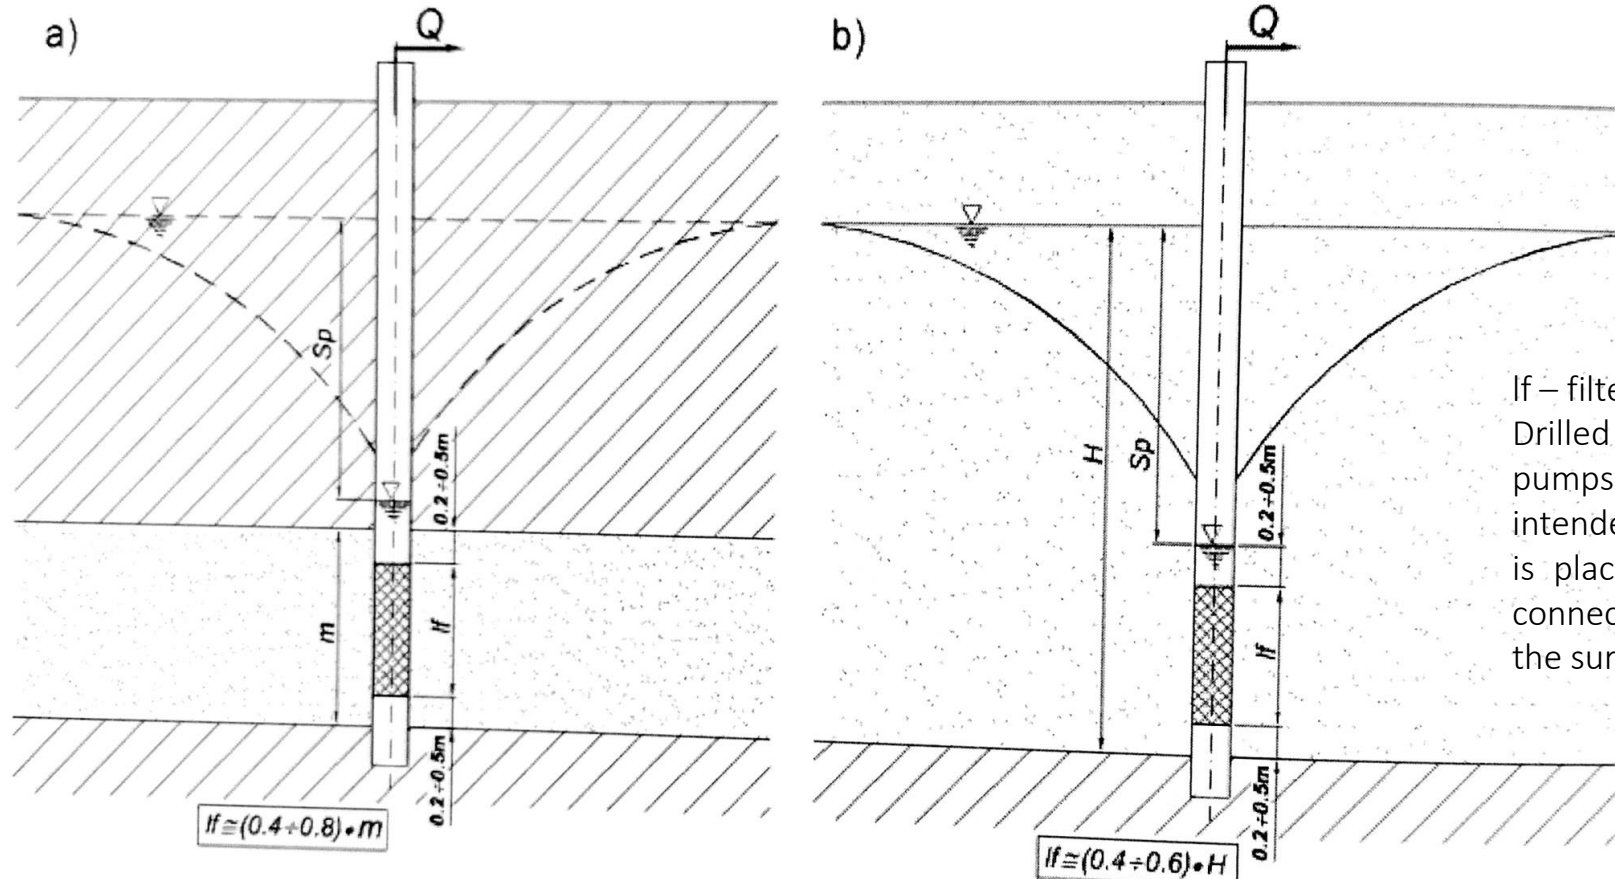 a)
Q
Sp
0.2÷0.5m
m
lf
0.2÷0.5m
lf≅(0.4÷0.8)•m
b)
Q
H
Sp
0.2÷0.5m
lf
0.2÷0.5m
lf≅(0.4÷0.6)•H
lf – filte
Drilled
pumps
intende
is plac
connec
the sur